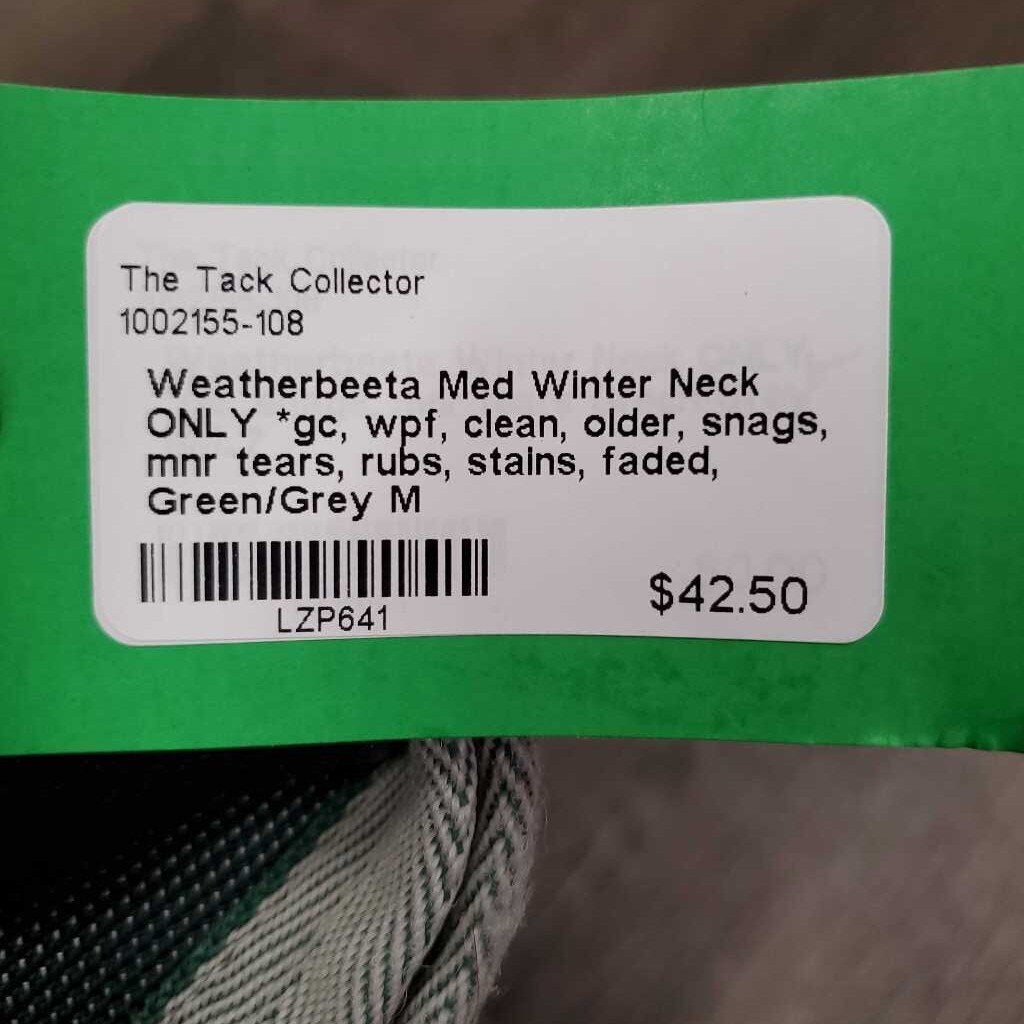 The Tack Collector
1002155-108
Weatherbeeta Med Winter Neck
ONLY *gc, wpf, clean, older, snags,
mnr tears, rubs, stains, faded,
Green/Grey M
LZP641
$42.50